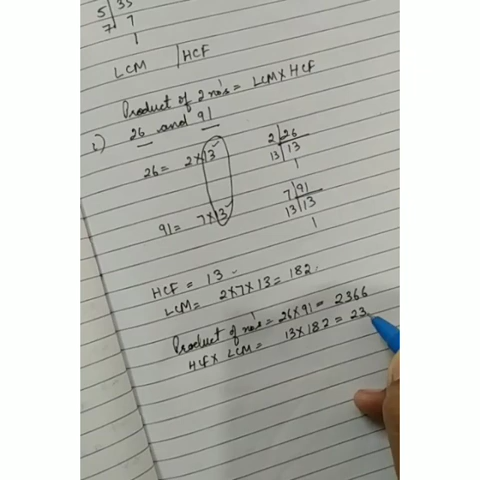 5 | 35
7 | 7
1
LCM | HCF
Product of 2 no's = LCM × HCF
i) 26 and 91
2 | 26
13 | 13
1
26 = 2×13
7 | 91
13 | 13
1
91 = 7×13
HCF = 13
LCM = 2×7×13 = 182
Product of no's = 26×91 = 2366
HCF × LCM = 13×182 = 23